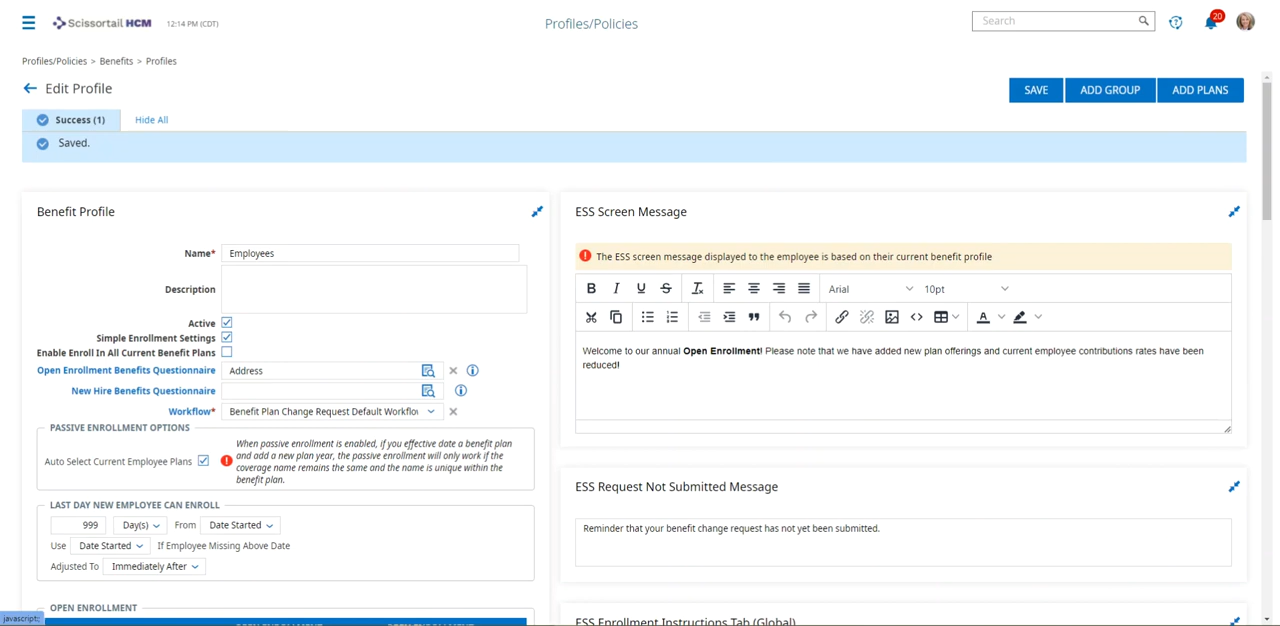 Scissortail HCM
12:14 PM (CDT)
Profiles/Policies
Search
20
Profiles/Policies > Benefits > Profiles
Edit Profile
SAVE
ADD GROUP
ADD PLANS
Success (1)
Hide All
Saved.
Benefit Profile
Name* Employees
Description
Active
Simple Enrollment Settings
Enable Enroll In All Current Benefit Plans
Open Enrollment Benefits Questionnaire Address
New Hire Benefits Questionnaire
Workflow* Benefit Plan Change Request Default Workflow
PASSIVE ENROLLMENT OPTIONS
Auto Select Current Employee Plans
When passive enrollment is enabled, if you effective date a benefit plan
and add a new plan year, the passive enrollment will only work if the
coverage name remains the same and the name is unique within the
benefit plan.
LAST DAY NEW EMPLOYEE CAN ENROLL
999 Day(s) From Date Started
Use Date Started If Employee Missing Above Date
Adjusted To Immediately After
OPEN ENROLLMENT
javascript:;
ESS Screen Message
The ESS screen message displayed to the employee is based on their current benefit profile
B I U S Arial 10pt
Welcome to our annual Open Enrollment! Please note that we have added new plan offerings and current employee contributions rates have been
reduced!
ESS Request Not Submitted Message
Reminder that your benefit change request has not yet been submitted.
ESS Enrollment Instructions Tab (Global)